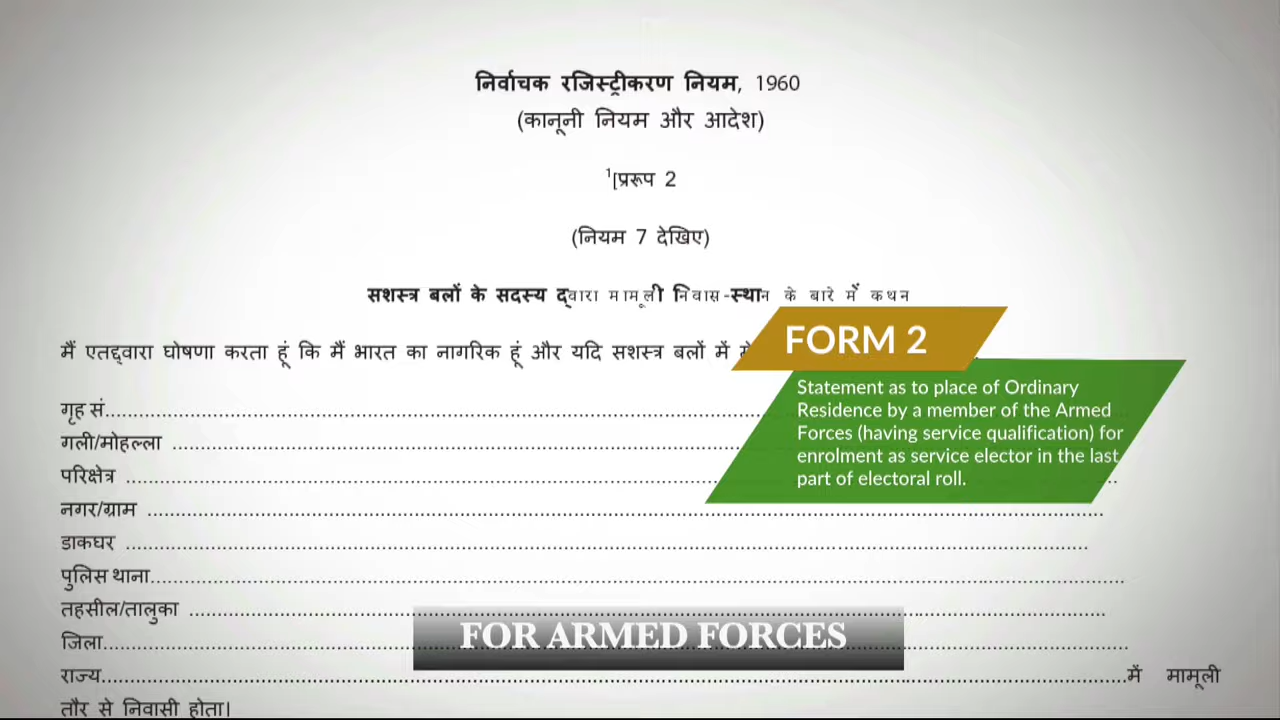 निर्वाचक रजिस्ट्रीकरण नियम, 1960
(कानूनी नियम और आदेश)
¹[प्ररूप 2
(नियम 7 देखिए)
सशस्त्र बलों के सदस्य द्वारा मामूली निवास-स्थान के बारे में कथन
मैं एतद्द्वारा घोषणा करता हूं कि मैं भारत का नागरिक हूं और यदि सशस्त्र बलों में
FORM 2
Statement as to place of Ordinary
Residence by a member of the Armed
Forces (having service qualification) for
enrolment as service elector in the last
part of electoral roll.
गृह सं
गली/मोहल्ला
परिक्षेत्र
नगर/ग्राम
डाकघर
पुलिस थाना
तहसील/तालुका
जिला
राज्य में मामूली
तौर से निवासी होता।
FOR ARMED FORCES